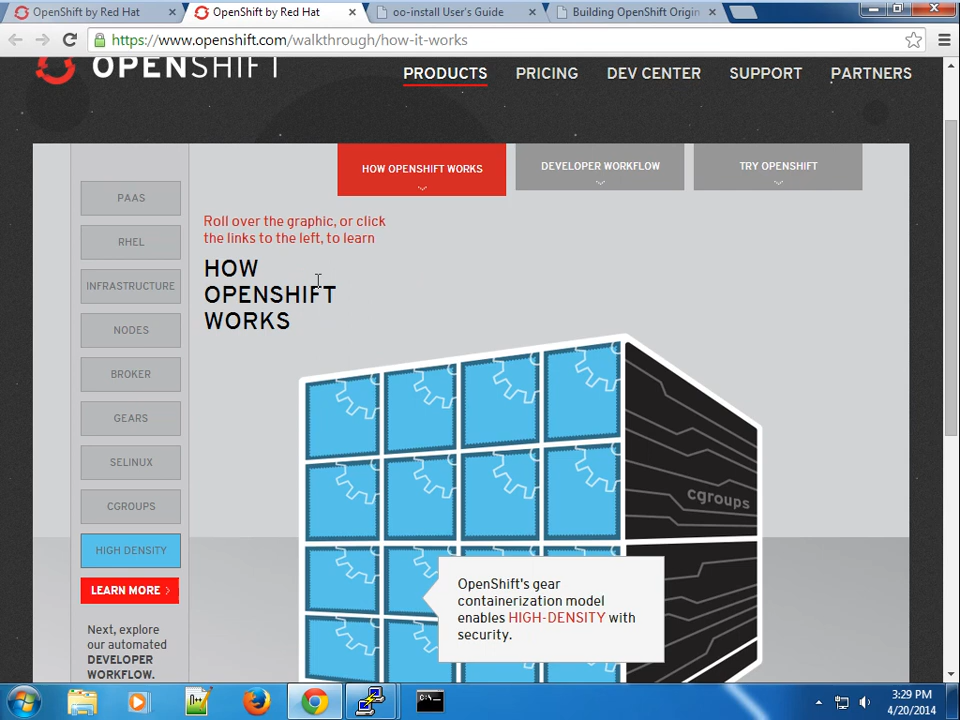 OpenShift by Red Hat
OpenShift by Red Hat
oo-install User's Guide
Building OpenShift Origin
https://www.openshift.com/walkthrough/how-it-works
OPENSHIFT
PRODUCTS
PRICING
DEV CENTER
SUPPORT
PARTNERS
HOW OPENSHIFT WORKS
DEVELOPER WORKFLOW
TRY OPENSHIFT
PAAS
RHEL
INFRASTRUCTURE
NODES
BROKER
GEARS
SELINUX
CGROUPS
HIGH DENSITY
LEARN MORE
Next, explore
our automated
DEVELOPER
WORKFLOW.
Roll over the graphic, or click
the links to the left, to learn
HOW
OPENSHIFT
WORKS
cgroups
OpenShift's gear
containerization model
enables HIGH-DENSITY with
security.
3:29 PM
4/20/2014